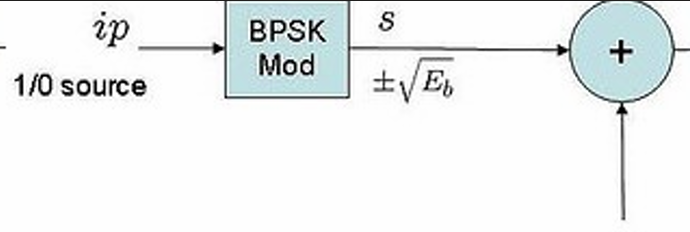 ip
1/0 source
BPSK
Mod
s
±√E_b
+